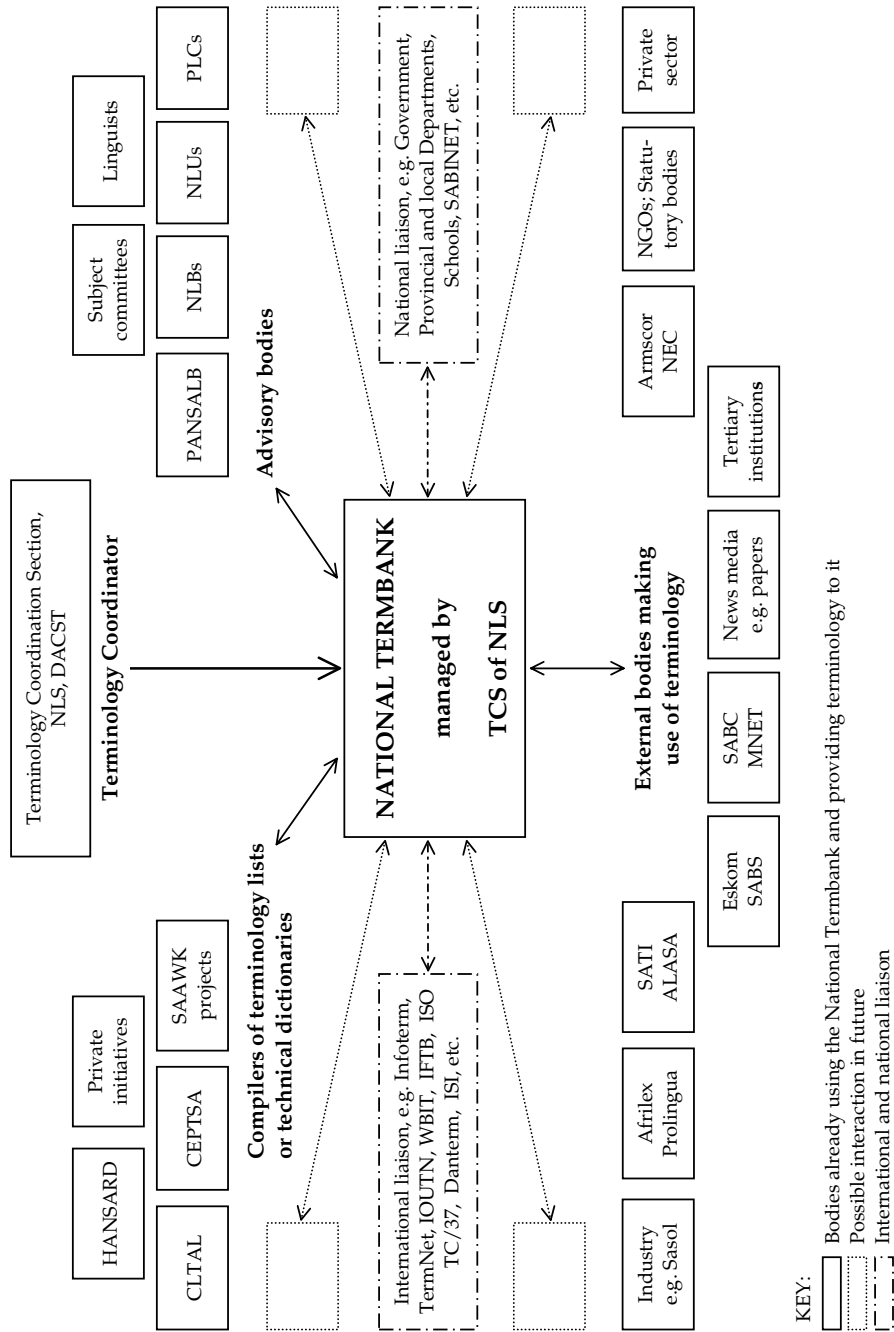 Terminology Coordination Section,
NLS, DACST
Terminology Coordinator
HANSARD
Private
initiatives
CLTAL
CEPTSA
SAAWK
projects
Compilers of terminology lists
or technical dictionaries
Subject
committees
Linguists
PANSALB
NLBs
NLUs
PLCs
Advisory bodies
International liaison, e.g. Infoterm,
TermNet, IOUTN, WBIT, IFTB, ISO
TC/37, Danterm, ISI, etc.
NATIONAL TERMBANK
managed by
TCS of NLS
National liaison, e.g. Government,
Provincial and local Departments,
Schools, SABINET, etc.
External bodies making
use of terminology
Industry
e.g. Sasol
Afrilex
Prolingua
SATI
ALASA
Eskom
SABS
SABC
MNET
News media
e.g. papers
Tertiary
institutions
Armscor
NEC
NGOs; Statu-
tory bodies
Private
sector
KEY:
Bodies already using the National Termbank and providing terminology to it
Possible interaction in future
International and national liaison